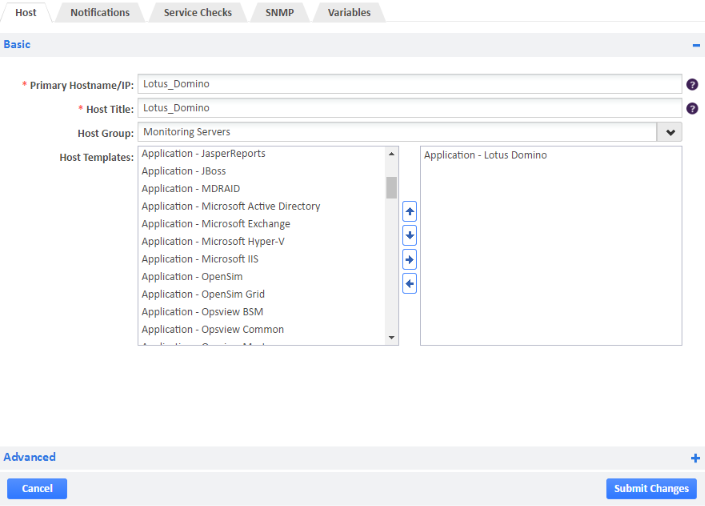 Host Notifications Service Checks SNMP Variables
Basic
* Primary Hostname/IP: Lotus_Domino
* Host Title: Lotus_Domino
Host Group: Monitoring Servers
Host Templates:
Application - JasperReports
Application - JBoss
Application - MDRAID
Application - Microsoft Active Directory
Application - Microsoft Exchange
Application - Microsoft Hyper-V
Application - Microsoft IIS
Application - OpenSim
Application - OpenSim Grid
Application - Opsview BSM
Application - Opsview Common
Application - Lotus Domino
Advanced
Cancel Submit Changes